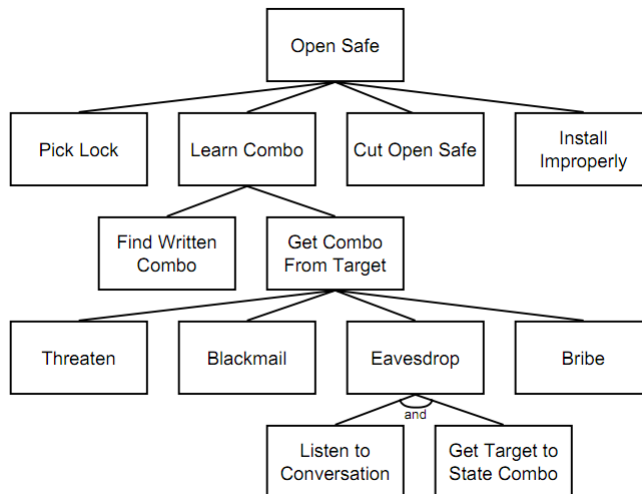 Open Safe
Pick Lock
Learn Combo
Cut Open Safe
Install
Improperly
Find Written
Combo
Get Combo
From Target
Threaten
Blackmail
Eavesdrop
Bribe
and
Listen to
Conversation
Get Target to
State Combo